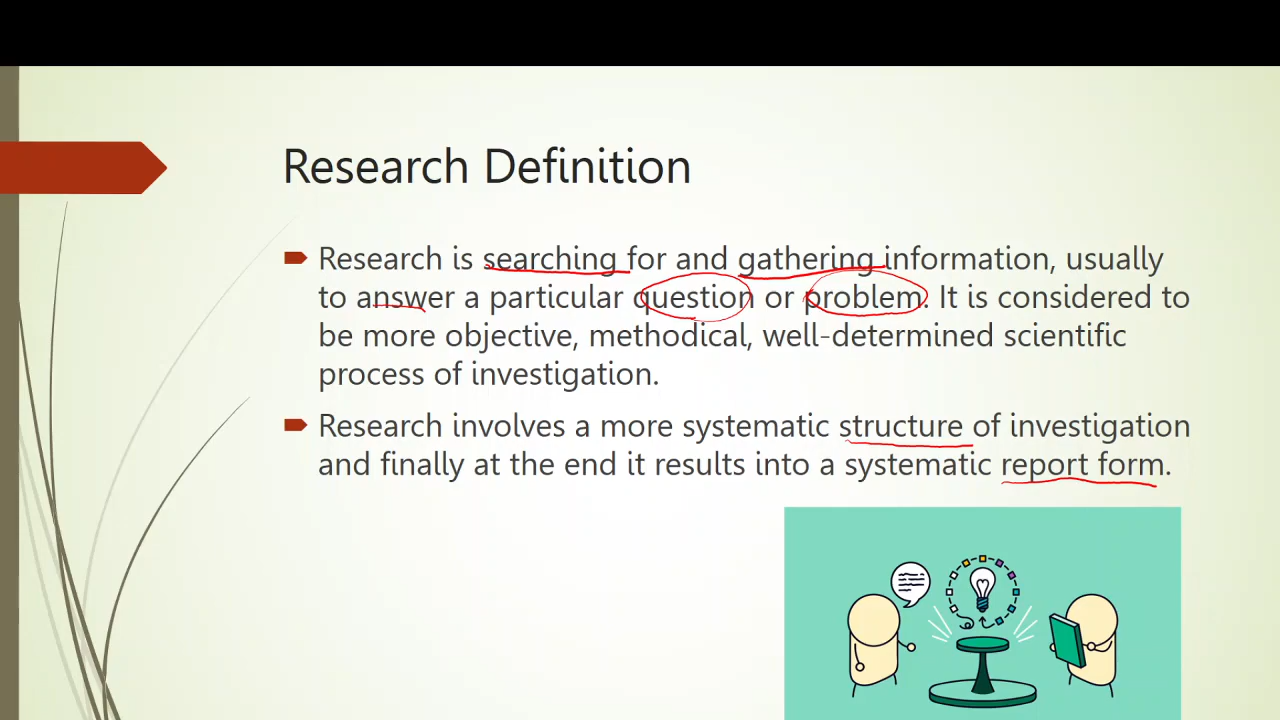 Research Definition
Research is searching for and gathering information, usually
to answer a particular question or problem. It is considered to
be more objective, methodical, well-determined scientific
process of investigation.
Research involves a more systematic structure of investigation
and finally at the end it results into a systematic report form.